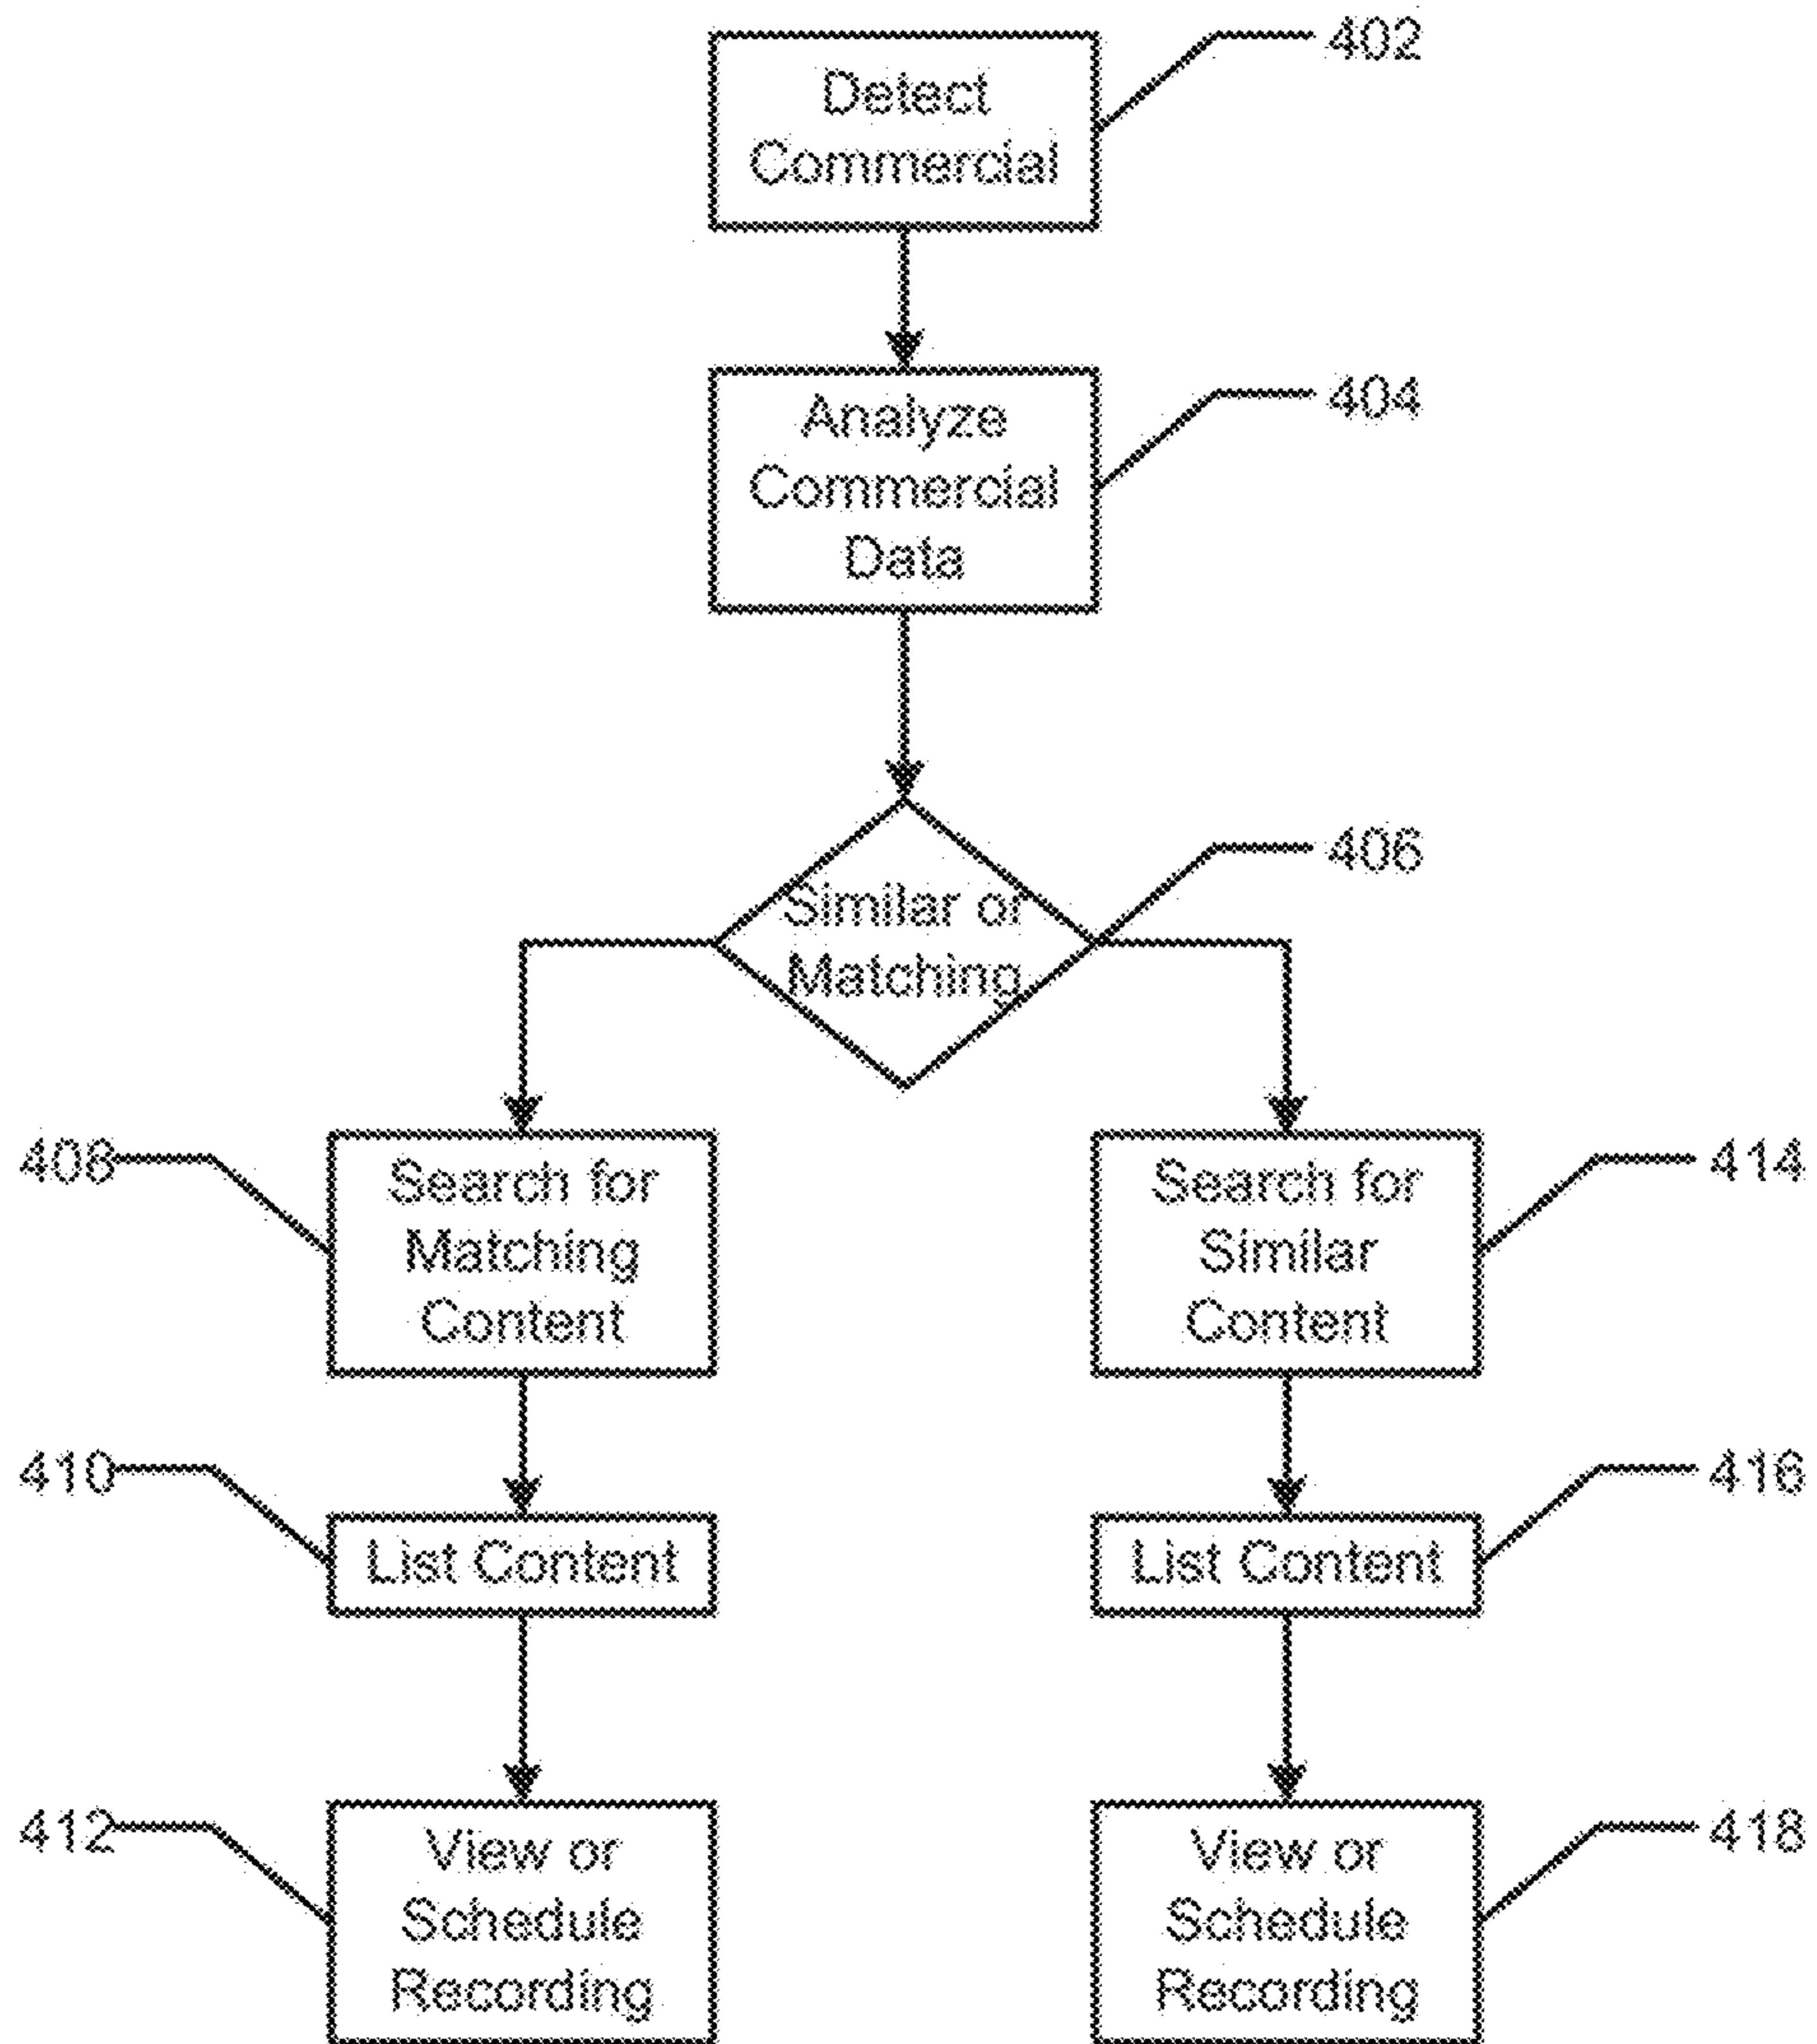 402
Detect
Commercial
404
Analyze
Commercial
Data
406
Similar or
Matching
408
Search for
Matching
Content
414
Search for
Similar
Content
410
List Content
416
List Content
412
View or
Schedule
Recording
418
View or
Schedule
Recording